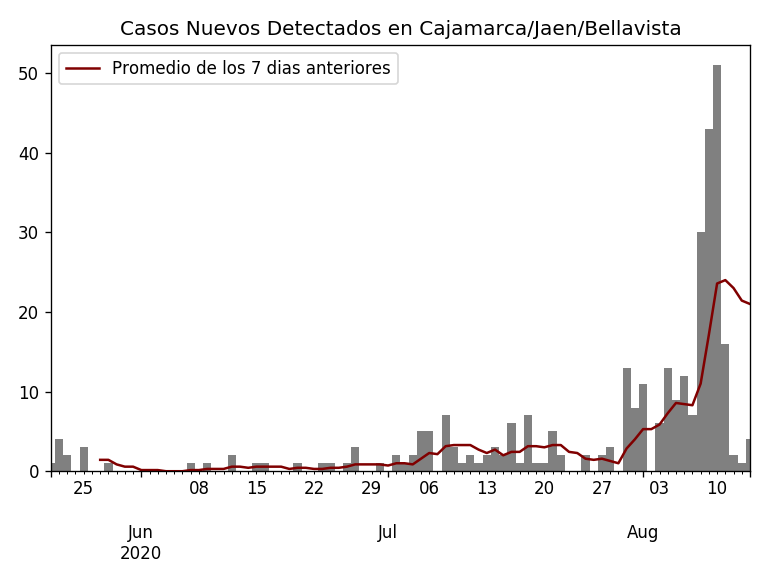 Casos Nuevos Detectados en Cajamarca/Jaen/Bellavista
Promedio de los 7 dias anteriores
50
40
30
20
10
0
25 08 15 22 29 06 13 20 27 03 10
Jun Jul Aug
2020